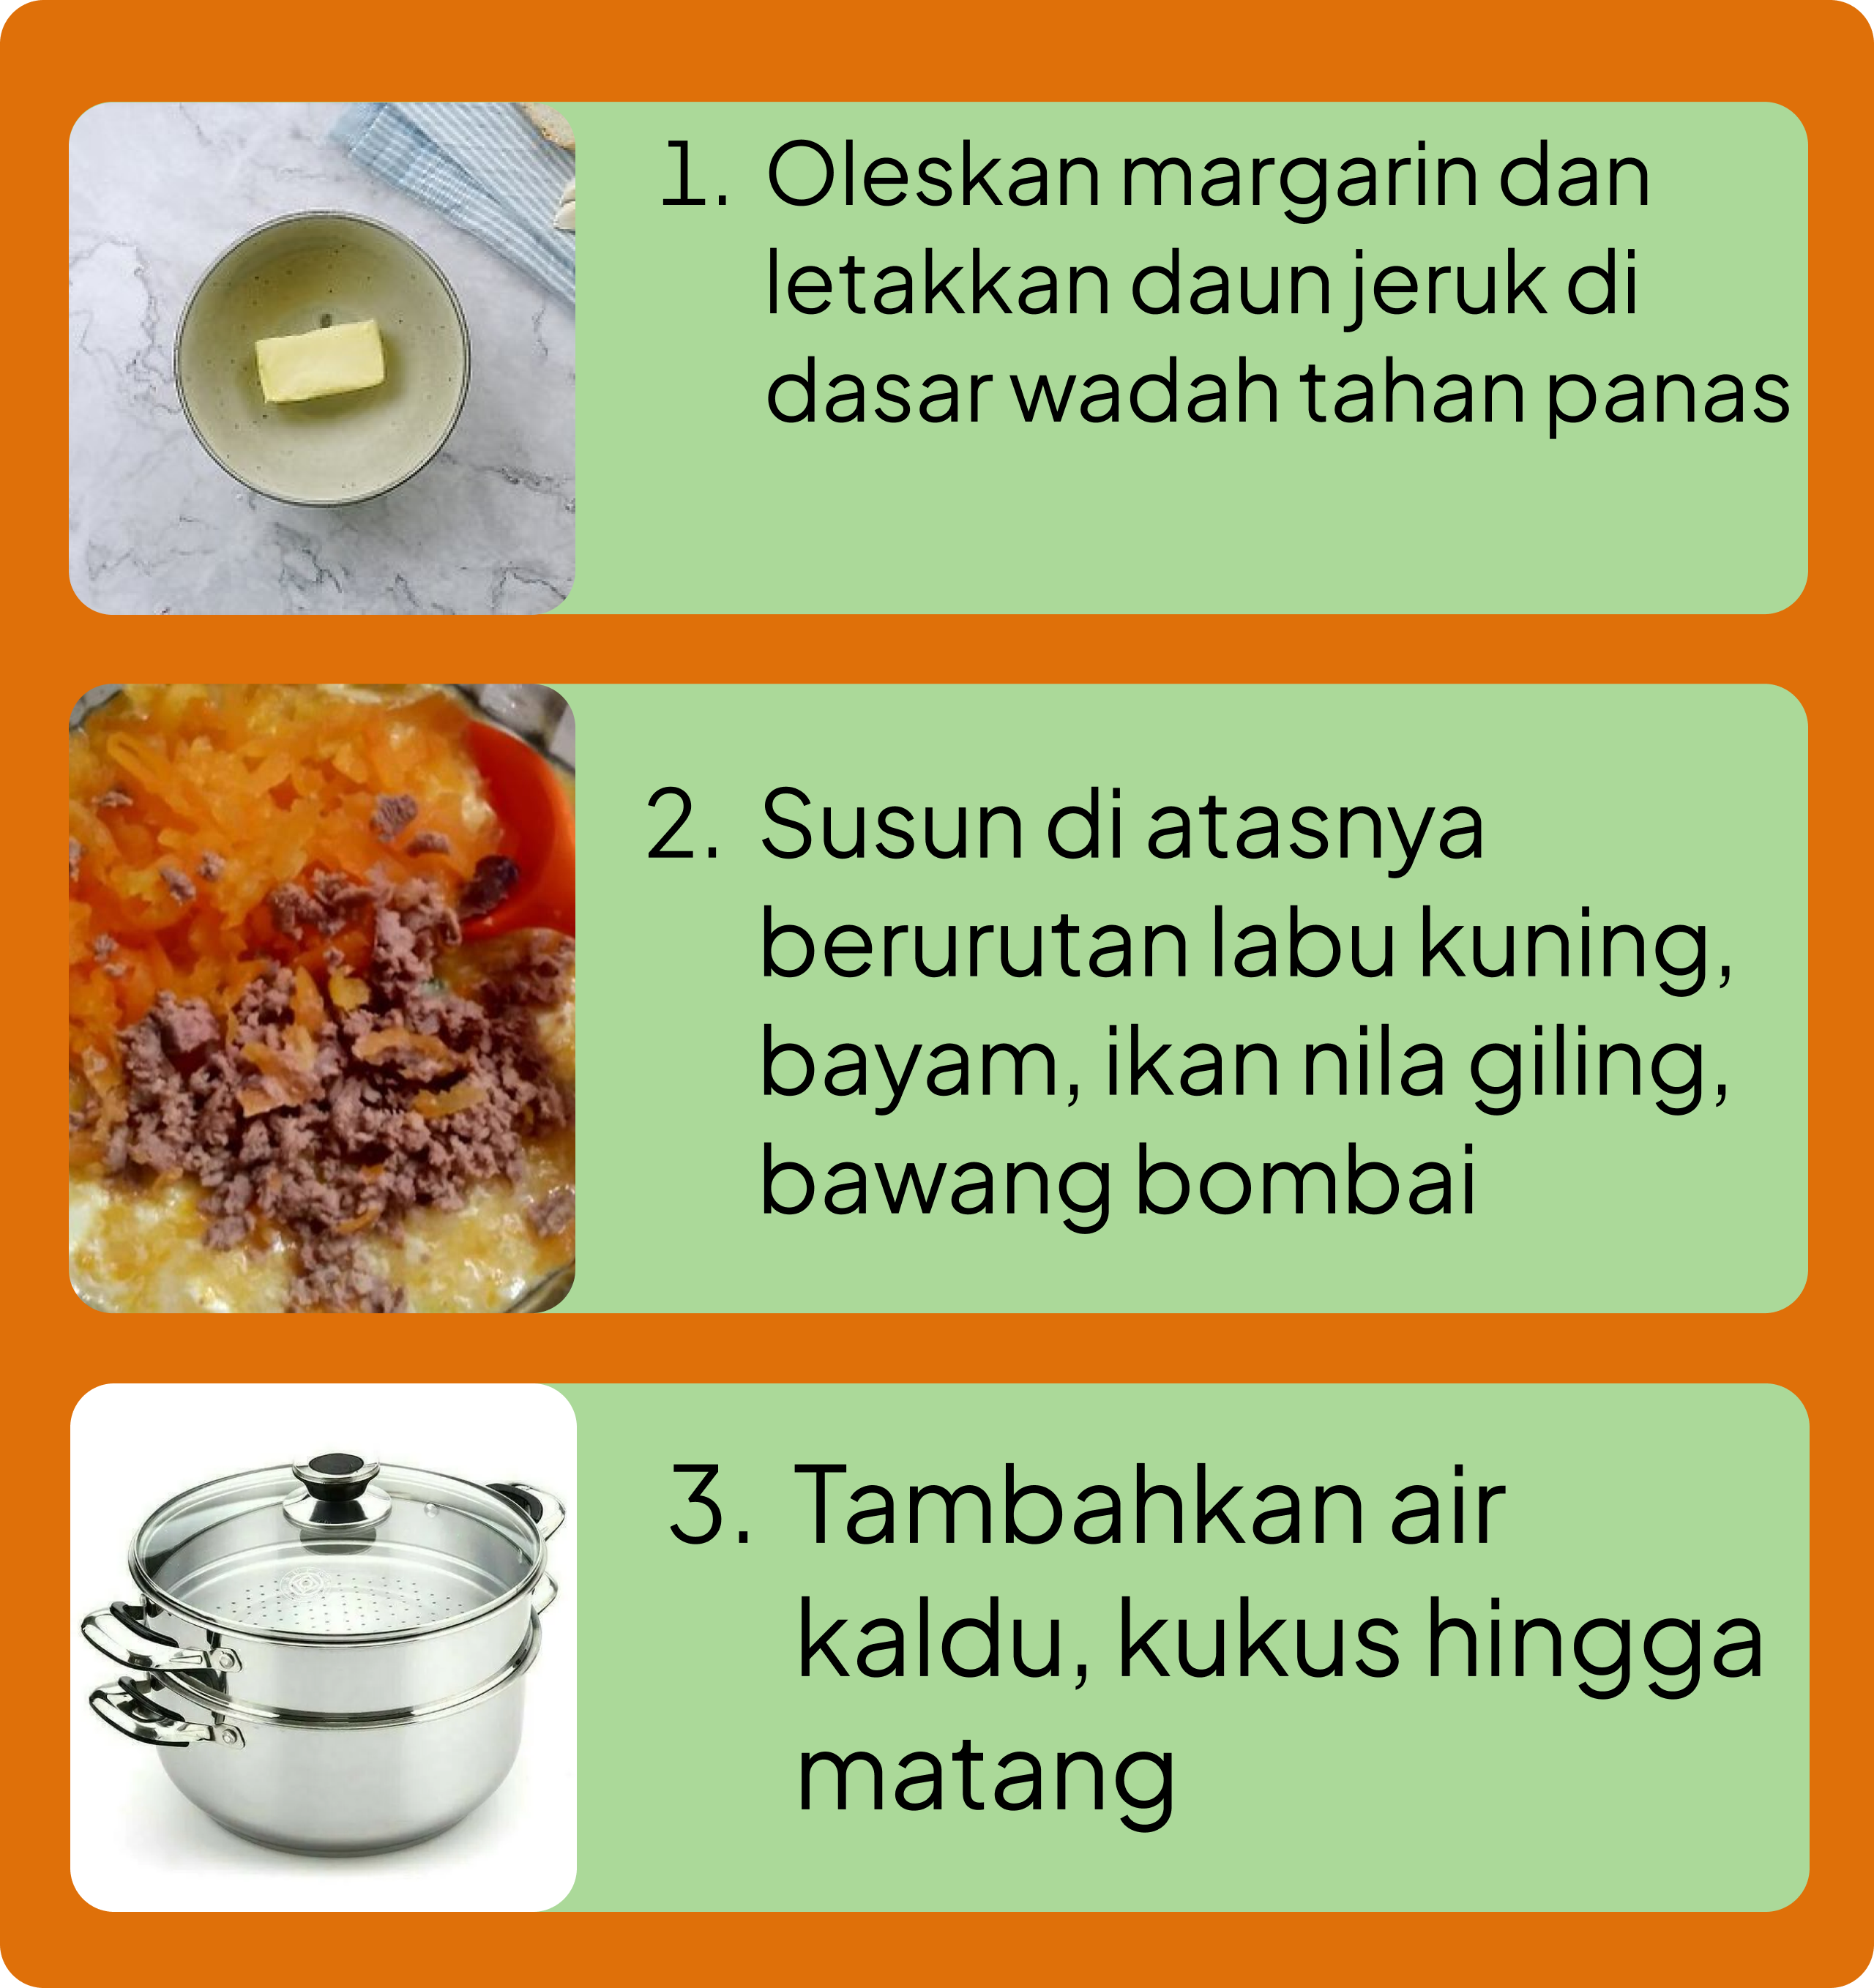 1. Oleskan margarin dan
letakkan daun jeruk di
dasar wadah tahan panas
2. Susun di atasnya
berurutan labu kuning,
bayam, ikan nila giling,
bawang bombai
3. Tambahkan air
kaldu, kukus hingga
matang